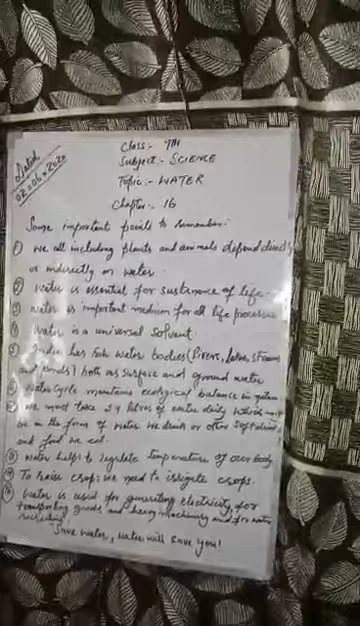 Dated
02-06-2020
Class:- 7th
Subject:- SCIENCE
Topic:- WATER
Chapter:- 16
Some important points to remember:
① We all including plants and animals depend directly
or indirectly on water.
② Water is essential for sustenance of life.
③ Water is important medium for all life processes
④ Water is a universal solvent.
⑤ India has water bodies (Rivers, lakes, streams
and Ponds) both as surface and ground water
⑥ Water cycle maintains ecological balance in nature
⑦ We must take litres of water daily which
be in the form of water we drink or other soft drinks,
and food we eat.
⑧ Water helps to regulate temperature of our body
⑨ To raise crops we need to irrigate crops.
⑩ Water is used for generating electricity, for
transporting goods and heavy machinery and for
Save water, water will save you!